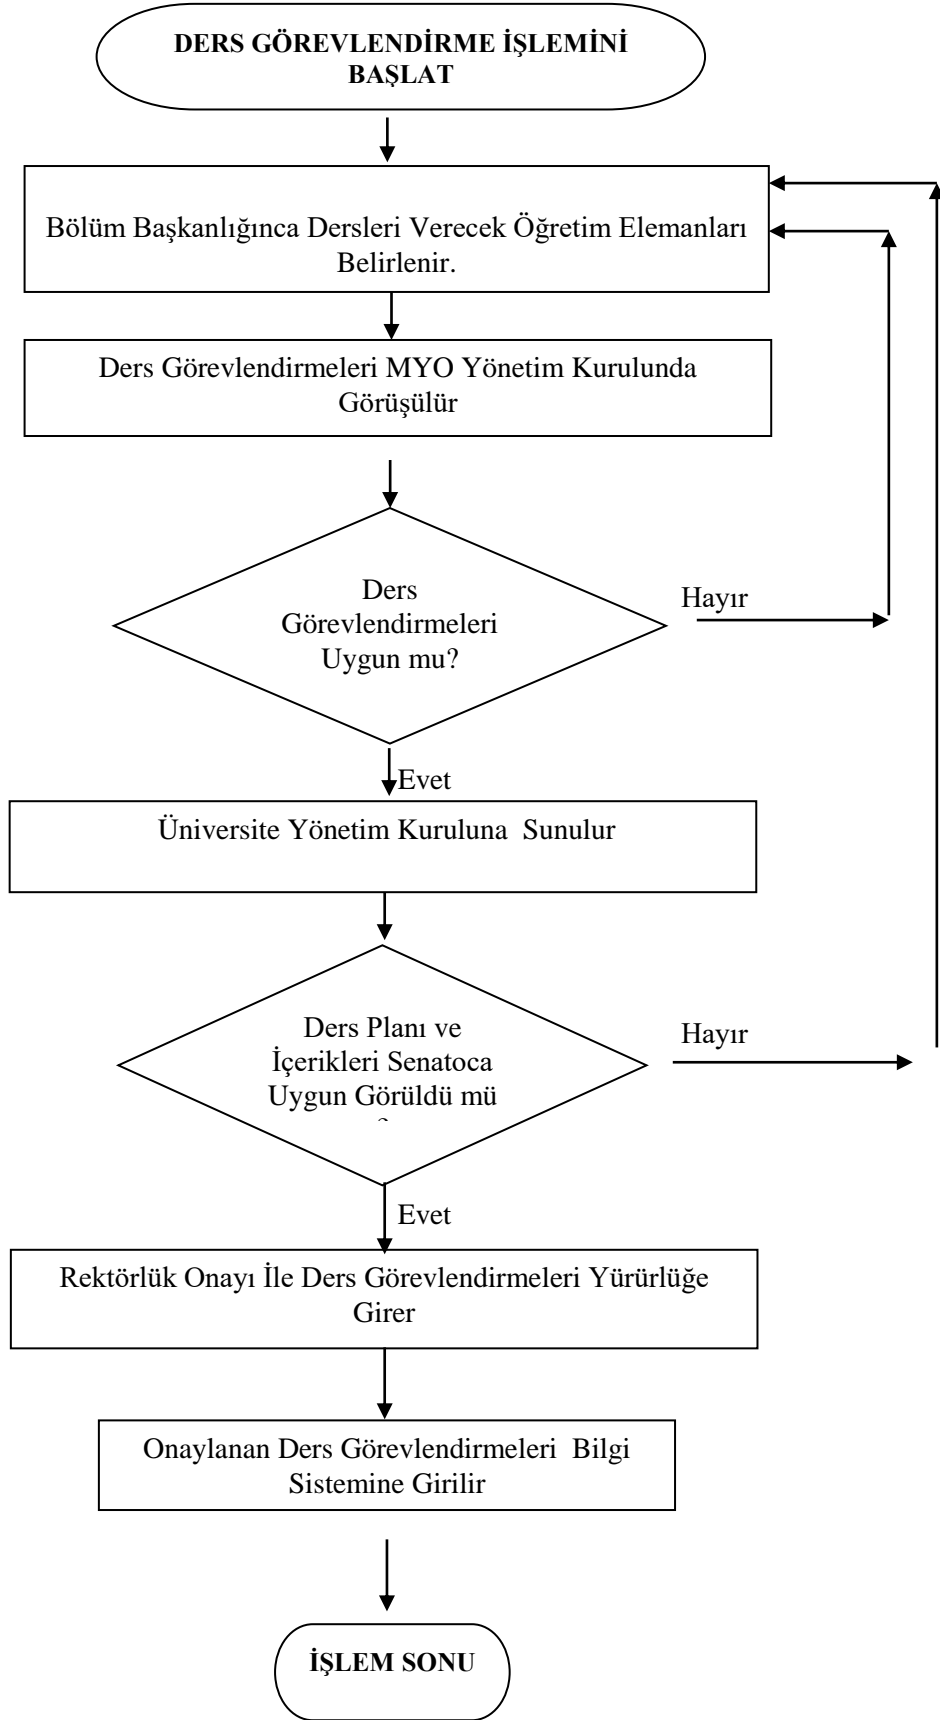 DERS GÖREVLENDİRME İŞLEMİNİ
BAŞLAT
Bölüm Başkanlığınca Dersleri Verecek Öğretim Elemanları
Belirlenir.
Ders Görevlendirmeleri MYO Yönetim Kurulunda
Görüşülür
Ders
Görevlendirmeleri
Uygun mu?
Hayır
Evet
Üniversite Yönetim Kuruluna  Sunulur
Ders Planı ve
İçerikleri Senatoca
Uygun Görüldü mü
?
Hayır
Evet
Rektörlük Onayı İle Ders Görevlendirmeleri Yürürlüğe
Girer
Onaylanan Ders Görevlendirmeleri  Bilgi
Sistemine Girilir
İŞLEM SONU